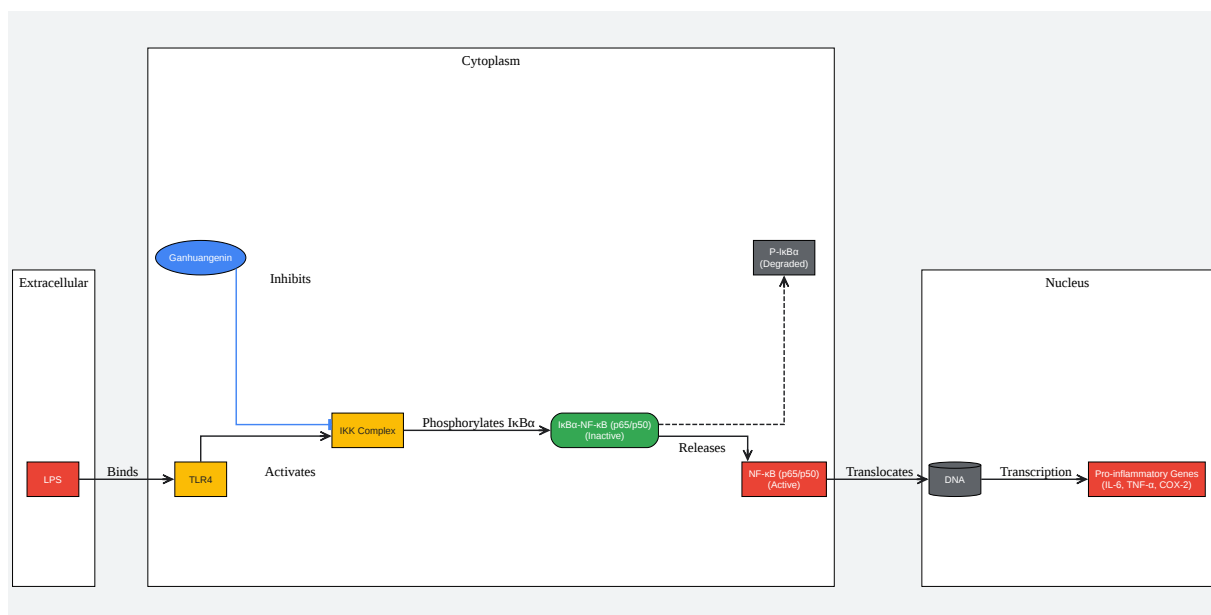 Cytoplasm
Ganhuangenin
Inhibits
P-IκBα
(Degraded)
Extracellular
Nucleus
IKK Complex
Phosphorylates IκBα
IκBα-NF-κB (p65/p50)
(Inactive)
Releases
LPS
Binds
TLR4
Activates
NF-κB (p65/p50)
(Active)
Translocates
DNA
Transcription
Pro-inflammatory Genes
(IL-6, TNF-α, COX-2)